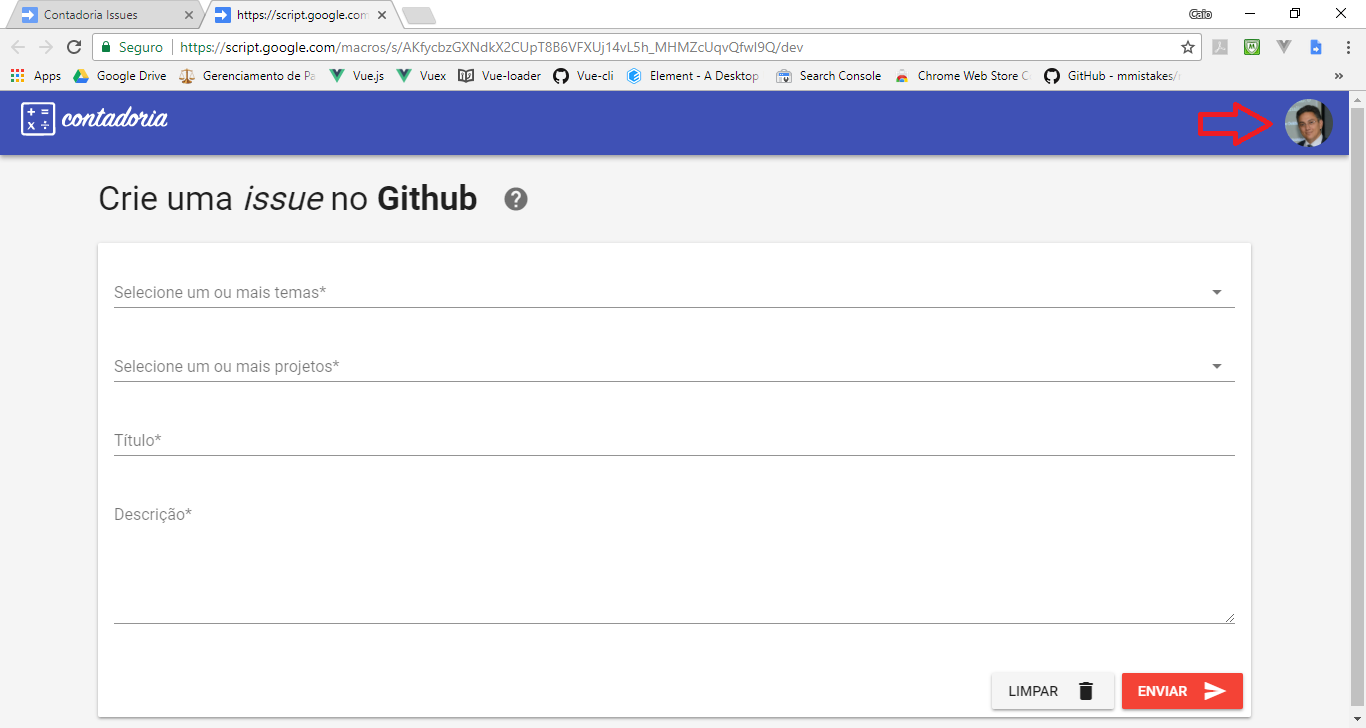 Contadoria Issues
https://script.google.com
Caio
Seguro
https://script.google.com/macros/s/AKfycbzGXNdkX2CUpT8B6VFXUj14vL5h_MHMZcUqvQfwI9Q/dev
Apps
Google Drive
Gerenciamento de Pa
Vue.js
Vuex
Vue-loader
Vue-cli
Element - A Desktop
Search Console
Chrome Web Store C
GitHub - mmistakes/
+ =
x ÷
contadoria
Crie uma issue no Github
?
Selecione um ou mais temas*
Selecione um ou mais projetos*
Título*
Descrição*
LIMPAR
ENVIAR